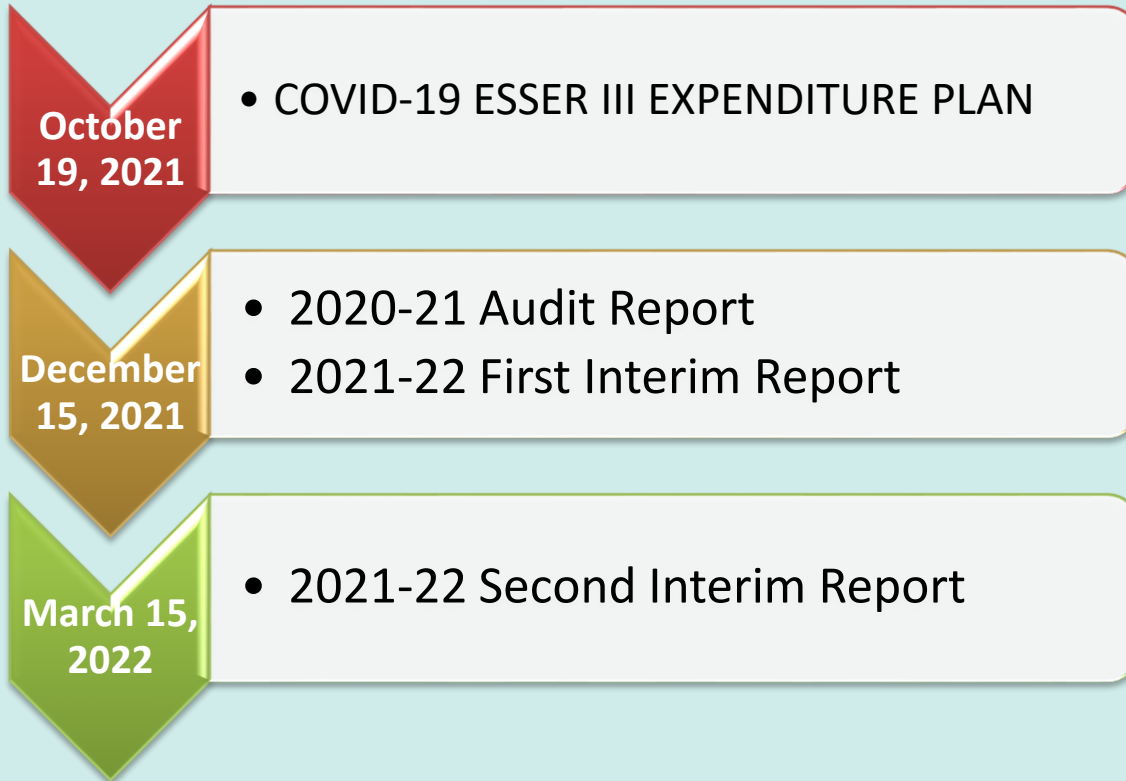 October
19, 2021
• COVID-19 ESSER III EXPENDITURE PLAN
December
15, 2021
• 2020-21 Audit Report
• 2021-22 First Interim Report
March 15,
2022
• 2021-22 Second Interim Report